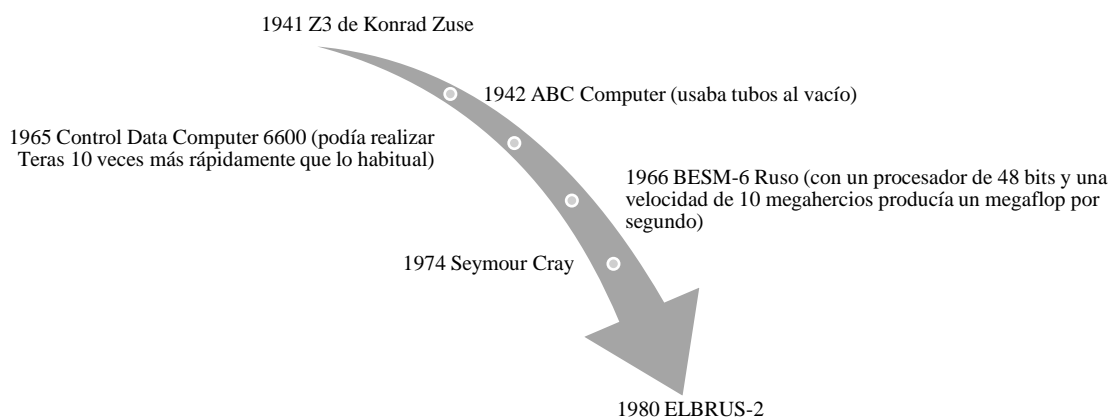 1941 Z3 de Konrad Zuse
1942 ABC Computer (usaba tubos al vacío)
1965 Control Data Computer 6600 (podía realizar
Teras 10 veces más rápidamente que lo habitual)
1966 BESM-6 Ruso (con un procesador de 48 bits y una
velocidad de 10 megahercios producía un megaflop por
segundo)
1974 Seymour Cray
1980 ELBRUS-2